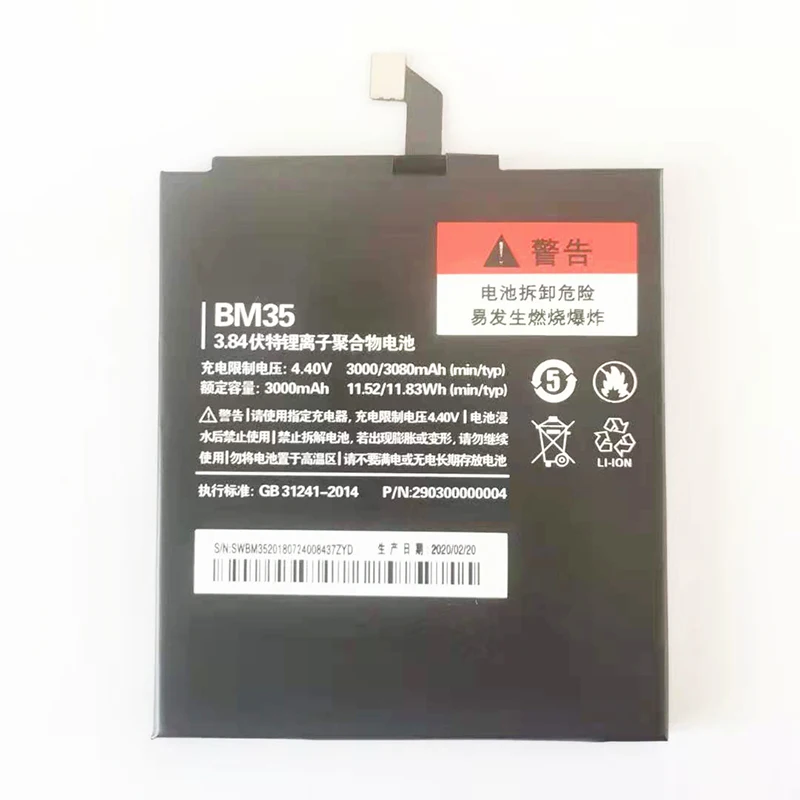 警告
电池拆卸危险
易发生燃烧爆炸
BM35
3.84伏特锂离子聚合物电池
充电限制电压: 4.40V 3000/3080mAh (min/typ)
额定容量: 3000mAh 11.52/11.83Wh (min/typ)
警告|请使用指定充电器, 充电限制电压4.40V|电池浸
水后禁止使用|禁止拆解电池, 若出现膨胀或变形, 请勿继续
使用|勿将电池置于高温区|请不要满电或无电长期存放电池
执行标准: GB 31241-2014 P/N:290300000004
5
LI-ION
S/N:SWBM3520180724008437ZYD 生产日期 2020/02/20